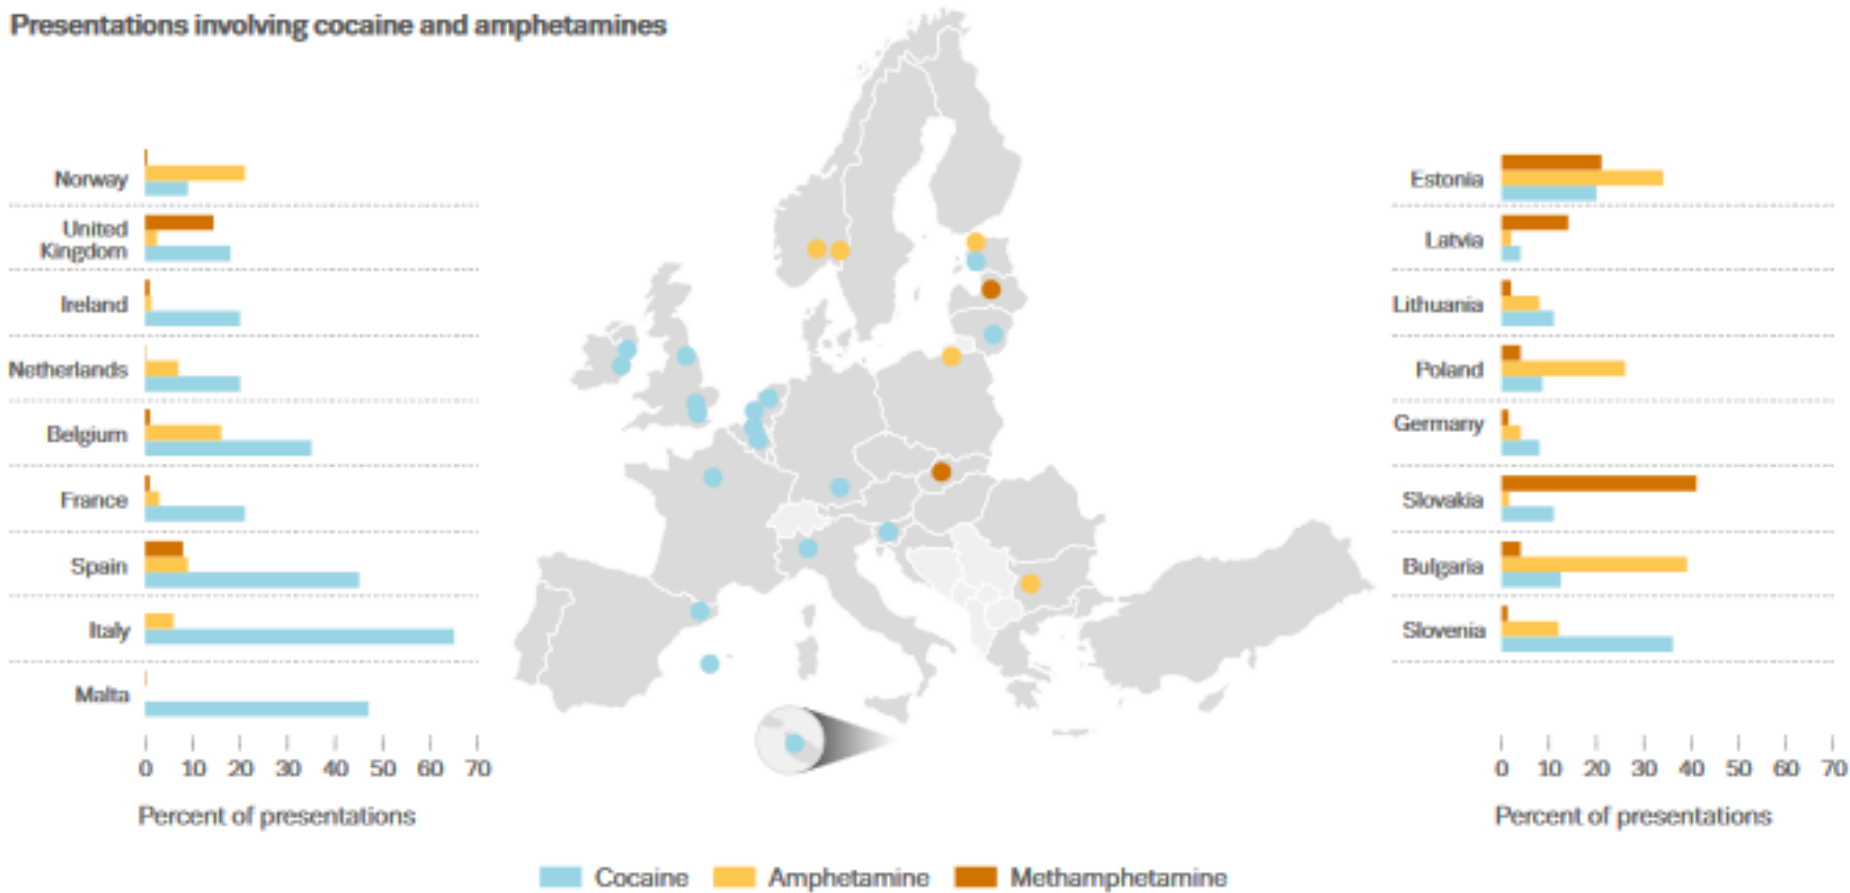 Presentations involving cocaine and amphetamines
Norway
United
Kingdom
Ireland
Netherlands
Belgium
France
Spain
Italy
Malta
0 10 20 30 40 50 60 70
Percent of presentations
Estonia
Latvia
Lithuania
Poland
Germany
Slovakia
Bulgaria
Slovenia
0 10 20 30 40 50 60 70
Percent of presentations
Cocaine Amphetamine Methamphetamine